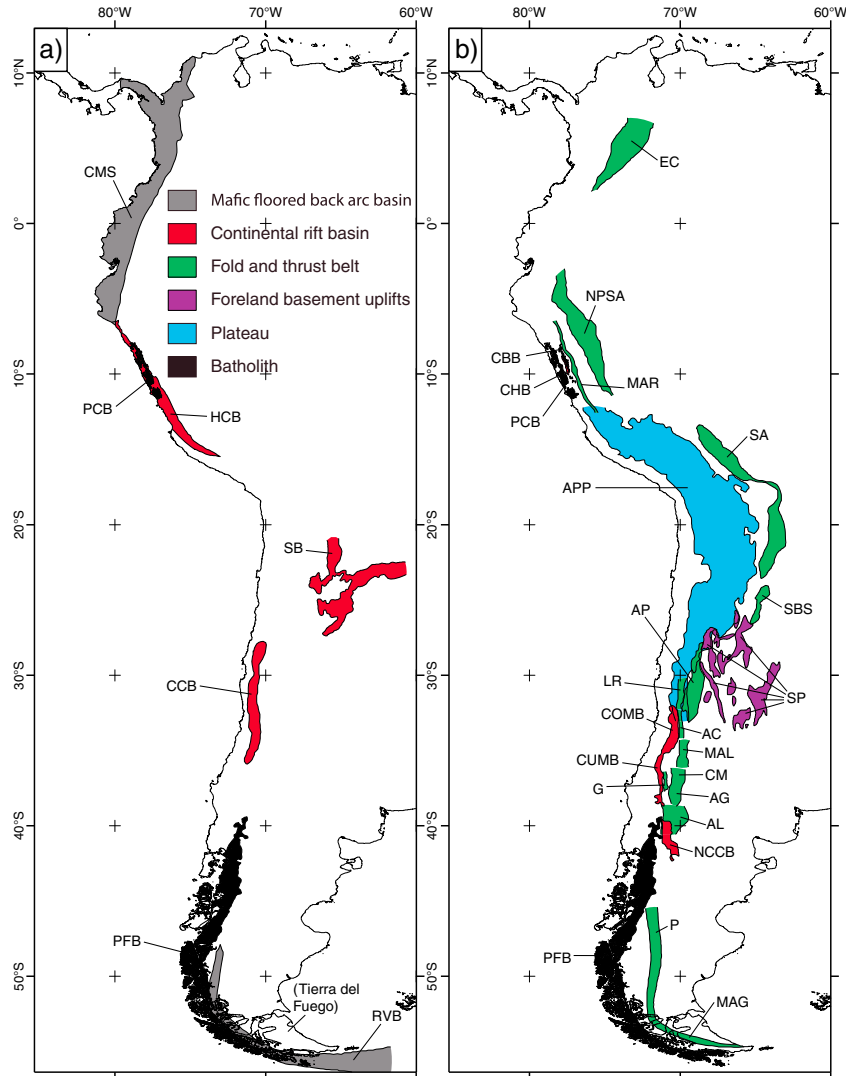 80°W 70°W 60°W 80°W 70°W 60°W
a) b)
10°N 10°N
EC
CMS
Mafic floored back arc basin
0° 0°
Continental rift basin
Fold and thrust belt
NPSA
Foreland basement uplifts
Plateau
CBB
Batholith
10°S 10°S
MAR
CHB
PCB
HCB
PCB
SA
APP
20°S 20°S
SB
AP
SBS
LR
30°S 30°S
CCB
SP
COMB
AC
MAL
CUMB
CM
G
AG
40°S 40°S
AL
NCCB
P
PFB
PFB
50°S 50°S
(Tierra del
Fuego)
MAG
RVB